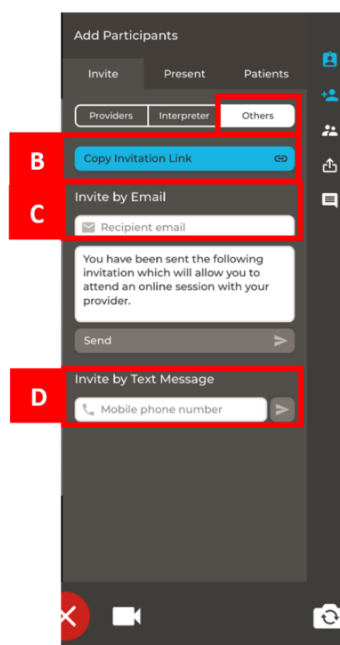 Add Participants
Invite Present Patients
Providers Interpreter Others
B Copy Invitation Link
C Invite by Email
Recipient email
You have been sent the following
invitation which will allow you to
attend an online session with your
provider.
Send
D Invite by Text Message
Mobile phone number